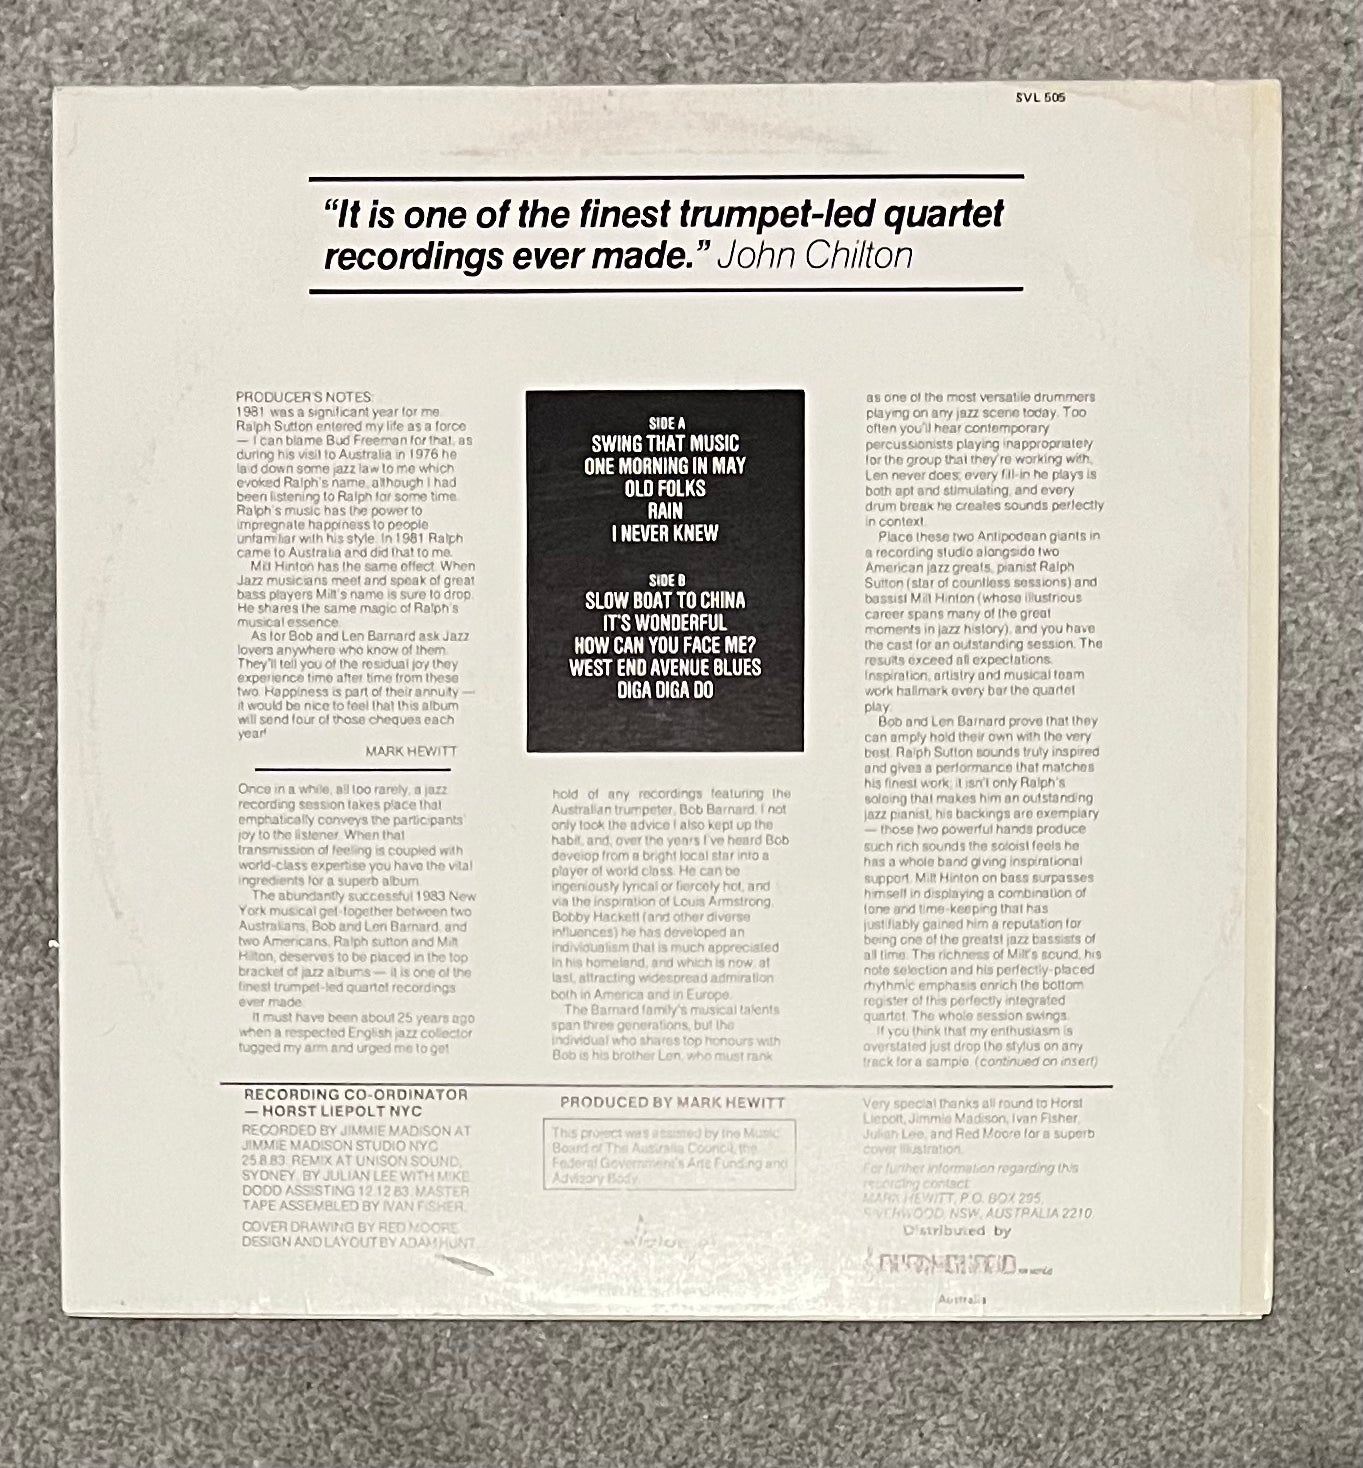 SVL 505
“It is one of the finest trumpet-led quartet
recordings ever made.” John Chilton
PRODUCER'S NOTES:
1981 was a significant year for me.
Ralph Sutton entered my life as a force
— I can blame Bud Freeman for that, as
during his visit to Australia in 1976 he
laid down some jazz law to me which
evoked Ralph's name, although I had
been listening to Ralph for some time.
Ralph's music has the power to
impregnate happiness to people
unfamiliar with his style. In 1981 Ralph
came to Australia and did that to me.
Milt Hinton has the same effect. When
Jazz musicians meet and speak of great
bass players Milt's name is sure to drop.
He shares the same magic of Ralph's
musical essence.
As for Bob and Len Barnard ask Jazz
lovers anywhere who know of them.
They'll tell you of the residual joy they
experience time after time from these
two. Happiness is part of their annuity —
it would be nice to feel that this album
will send four of those cheques each
year!
MARK HEWITT
Once in a while, all too rarely, a jazz
recording session takes place that
emphatically conveys the participants'
joy to the listener. When that
transmission of feeling is coupled with
world-class expertise you have the vital
ingredients for a superb album.
The abundantly successful 1983 New
York musical get-together between two
Australians, Bob and Len Barnard, and
two Americans, Ralph sutton and Milt
Hilton, deserves to be placed in the top
bracket of jazz albums — it is one of the
finest trumpet-led quartet recordings
ever made.
It must have been about 25 years ago
when a respected English jazz collector
tugged my arm and urged me to get
SIDE A
SWING THAT MUSIC
ONE MORNING IN MAY
OLD FOLKS
RAIN
I NEVER KNEW
SIDE B
SLOW BOAT TO CHINA
IT'S WONDERFUL
HOW CAN YOU FACE ME?
WEST END AVENUE BLUES
DIGA DIGA DO
hold of any recordings featuring the
Australian trumpeter, Bob Barnard. I not
only took the advice I also kept up the
habit, and, over the years I've heard Bob
develop from a bright local star into a
player of world class. He can be
ingeniously lyrical or fiercely hot, and
via the inspiration of Louis Armstrong,
Bobby Hackett (and other diverse
influences) he has developed an
individualism that is much appreciated
in his homeland, and which is now, at
last, attracting widespread admiration
both in America and in Europe.
The Barnard family's musical talents
span three generations, but the
individual who shares top honours with
Bob is his brother Len, who must rank
as one of the most versatile drummers
playing on any jazz scene today. Too
often you'll hear contemporary
percussionists playing inappropriately
for the group that they're working with.
Len never does; every fill-in he plays is
both apt and stimulating, and every
drum break he creates sounds perfectly
in context.
Place these two Antipodean giants in
a recording studio alongside two
American jazz greats, pianist Ralph
Sutton (star of countless sessions) and
bassist Milt Hinton (whose illustrious
career spans many of the great
moments in jazz history), and you have
the cast for an outstanding session. The
results exceed all expectations.
Inspiration, artistry and musical team
work hallmark every bar the quartet
play.
Bob and Len Barnard prove that they
can amply hold their own with the very
best. Ralph Sutton sounds truly inspired
and gives a performance that matches
his finest work; it isn't only Ralph's
soloing that makes him an outstanding
jazz pianist, his backings are exemplary
— those two powerful hands produce
such rich sounds the soloist feels he
has a whole band giving inspirational
support. Milt Hinton on bass surpasses
himself in displaying a combination of
tone and time-keeping that has
justifiably gained him a reputation for
being one of the greatst jazz bassists of
all time. The richness of Milt's sound, his
note selection and his perfectly-placed
rhythmic emphasis enrich the bottom
register of this perfectly integrated
quartet. The whole session swings.
If you think that my enthusiasm is
overstated just drop the stylus on any
track for a sample. (continued on insert)
RECORDING CO-ORDINATOR
— HORST LIEPOLT NYC
RECORDED BY JIMMIE MADISON AT
JIMMIE MADISON STUDIO NYC
25.8.83. REMIX AT UNISON SOUND,
SYDNEY, BY JULIAN LEE WITH MIKE
DODD ASSISTING 12.12.83. MASTER
TAPE ASSEMBLED BY IVAN FISHER.
COVER DRAWING BY RED MOORE
DESIGN AND LAYOUT BY ADAM HUNT
PRODUCED BY MARK HEWITT
This project was assisted by the Music
Board of The Australia Council, the
Federal Government's Arts Funding and
Advisory Body.
Very special thanks all round to Horst
Liepolt, Jimmie Madison, Ivan Fisher,
Julian Lee, and Red Moore for a superb
cover illustration.
For further information regarding this
recording contact:
MARK HEWITT, P.O. BOX 295,
RIVERWOOD, NSW, AUSTRALIA 2210.
Distributed by
Australia